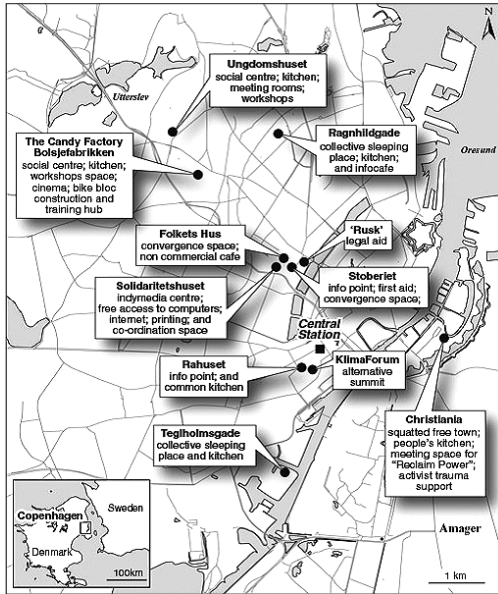 N
Ungdomshuset
social centre; kitchen;
meeting rooms;
workshops
Utterslev
Ragnhildgade
collective sleeping
place; kitchen;
and infocafe
Oresund
The Candy Factory
Bolsjefabrikken
social centre; kitchen;
workshops space;
cinema; bike bloc
construction and
training hub
Folkets Hus
convergence space;
non commercial cafe
'Rusk'
legal aid
Solidaritetshuset
indymedia centre;
free access to computers;
internet; printing; and
co-ordination space
Stoberiet
info point; first aid;
convergence space;
Central
Station
Rahuset
info point; and
common kitchen
KlimaForum
alternative
summit
Christiania
squatted free town;
people's kitchen;
meeting space for
"Reclaim Power";
activist trauma
support
Teglholmsgade
collective sleeping
place and kitchen
Copenhagen
Sweden
Denmark
100km
Amager
1 km